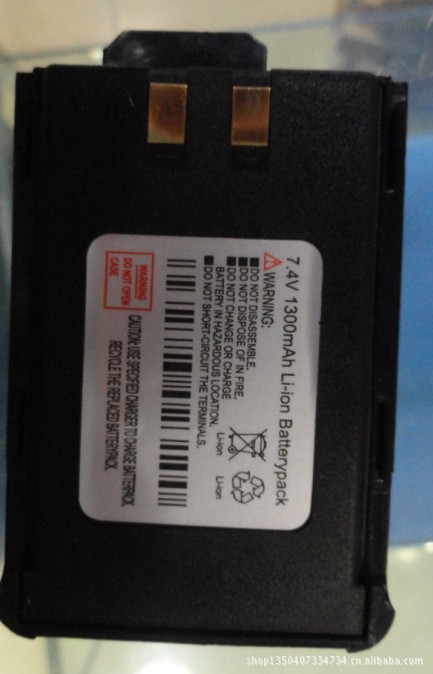 7.4V 1300mAh Li-ion Batterypack
WARNING:
DO NOT DISASSEMBLE.
DO NOT DISPOSE OF IN FIRE.
DO NOT CHANGE OR CHARGE
BATTERY IN HAZARDOUS LOCATION.
DO NOT SHORT-CIRCUIT THE TERMINALS.
Li-ion
Li-ion
WARNING
DO NOT OPEN
CASE
CAUTION: USE SPECIFIED CHARGER TO CHARGE BATTERPACK.
RECYCLE THE REPLACED BATTERYPACK.
shop1350407334734.cn.alibaba.com